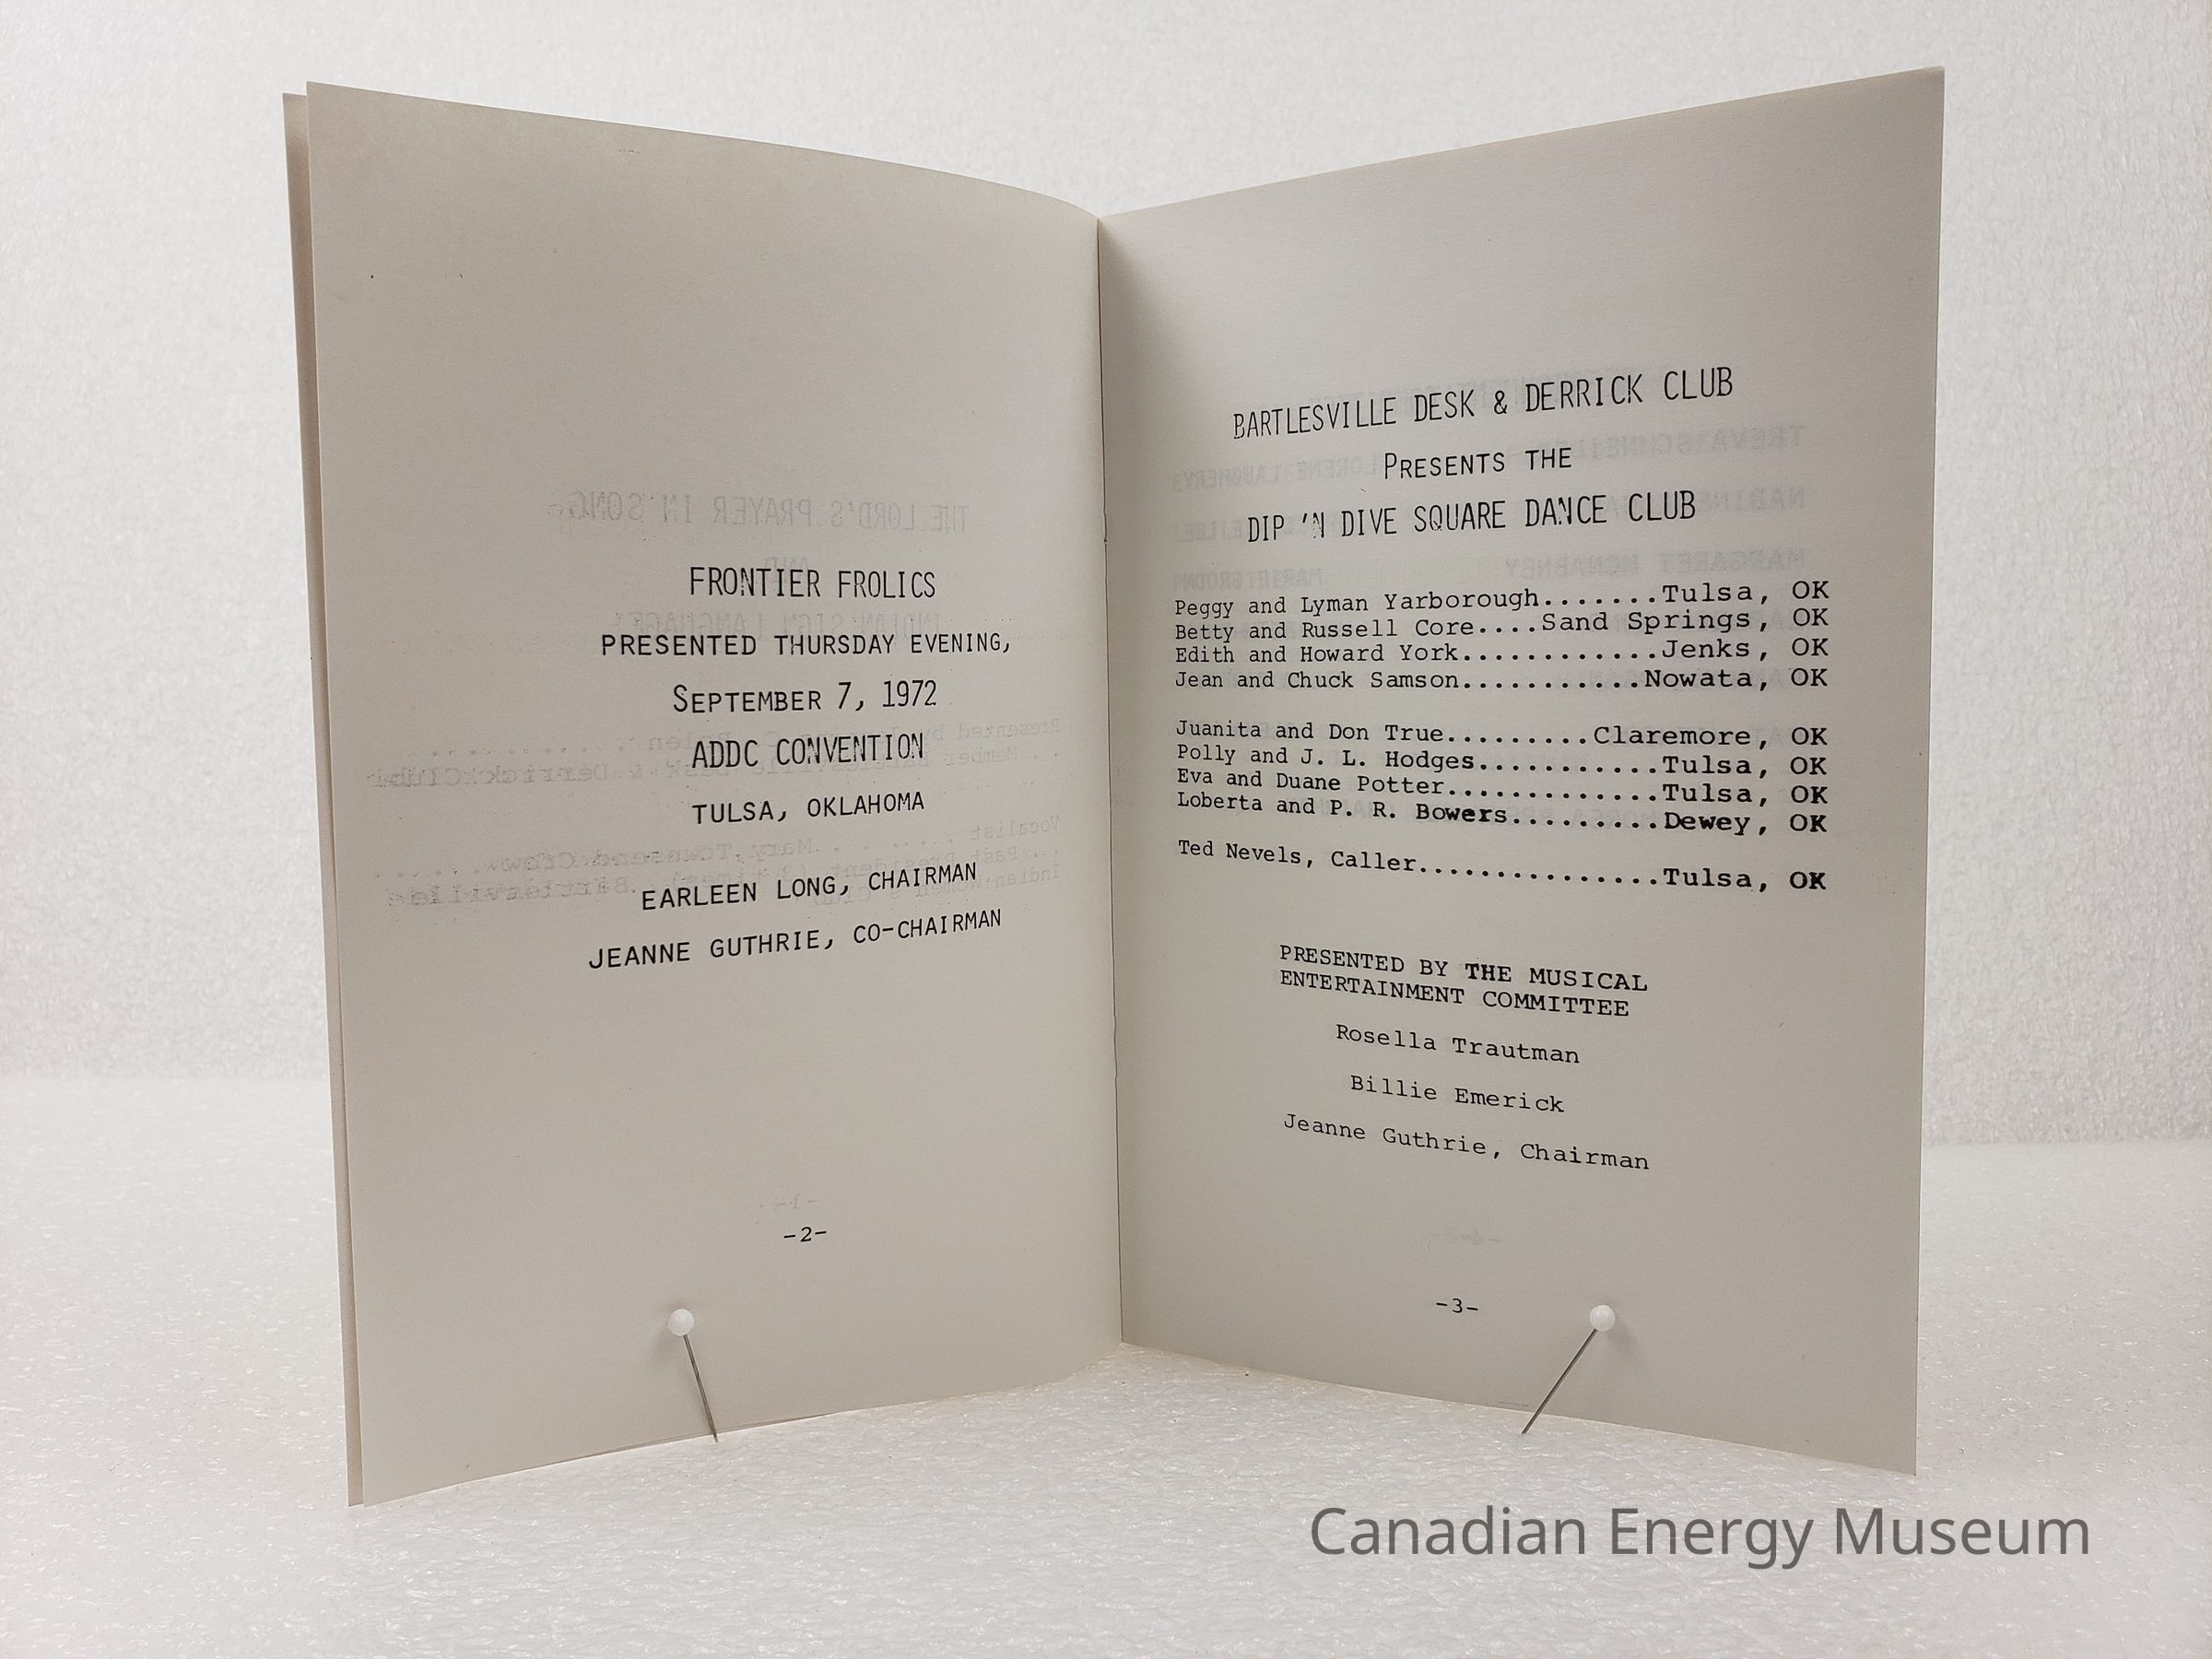 FRONTIER FROLICS
PRESENTED THURSDAY EVENING,
SEPTEMBER 7, 1972
ADDC CONVENTION
TULSA, OKLAHOMA
EARLEEN LONG, CHAIRMAN
JEANNE GUTHRIE, CO-CHAIRMAN
-2-
BARTLESVILLE DESK & DERRICK CLUB
PRESENTS THE
DIP 'N DIVE SQUARE DANCE CLUB
Peggy and Lyman Yarborough.......Tulsa, OK
Betty and Russell Core....Sand Springs, OK
Edith and Howard York............Jenks, OK
Jean and Chuck Samson...........Nowata, OK
Juanita and Don True.........Claremore, OK
Polly and J. L. Hodges...........Tulsa, OK
Eva and Duane Potter.............Tulsa, OK
Loberta and P. R. Bowers.........Dewey, OK
Ted Nevels, Caller...............Tulsa, OK
PRESENTED BY THE MUSICAL
ENTERTAINMENT COMMITTEE
Rosella Trautman
Billie Emerick
Jeanne Guthrie, Chairman
-3-
Canadian Energy Museum